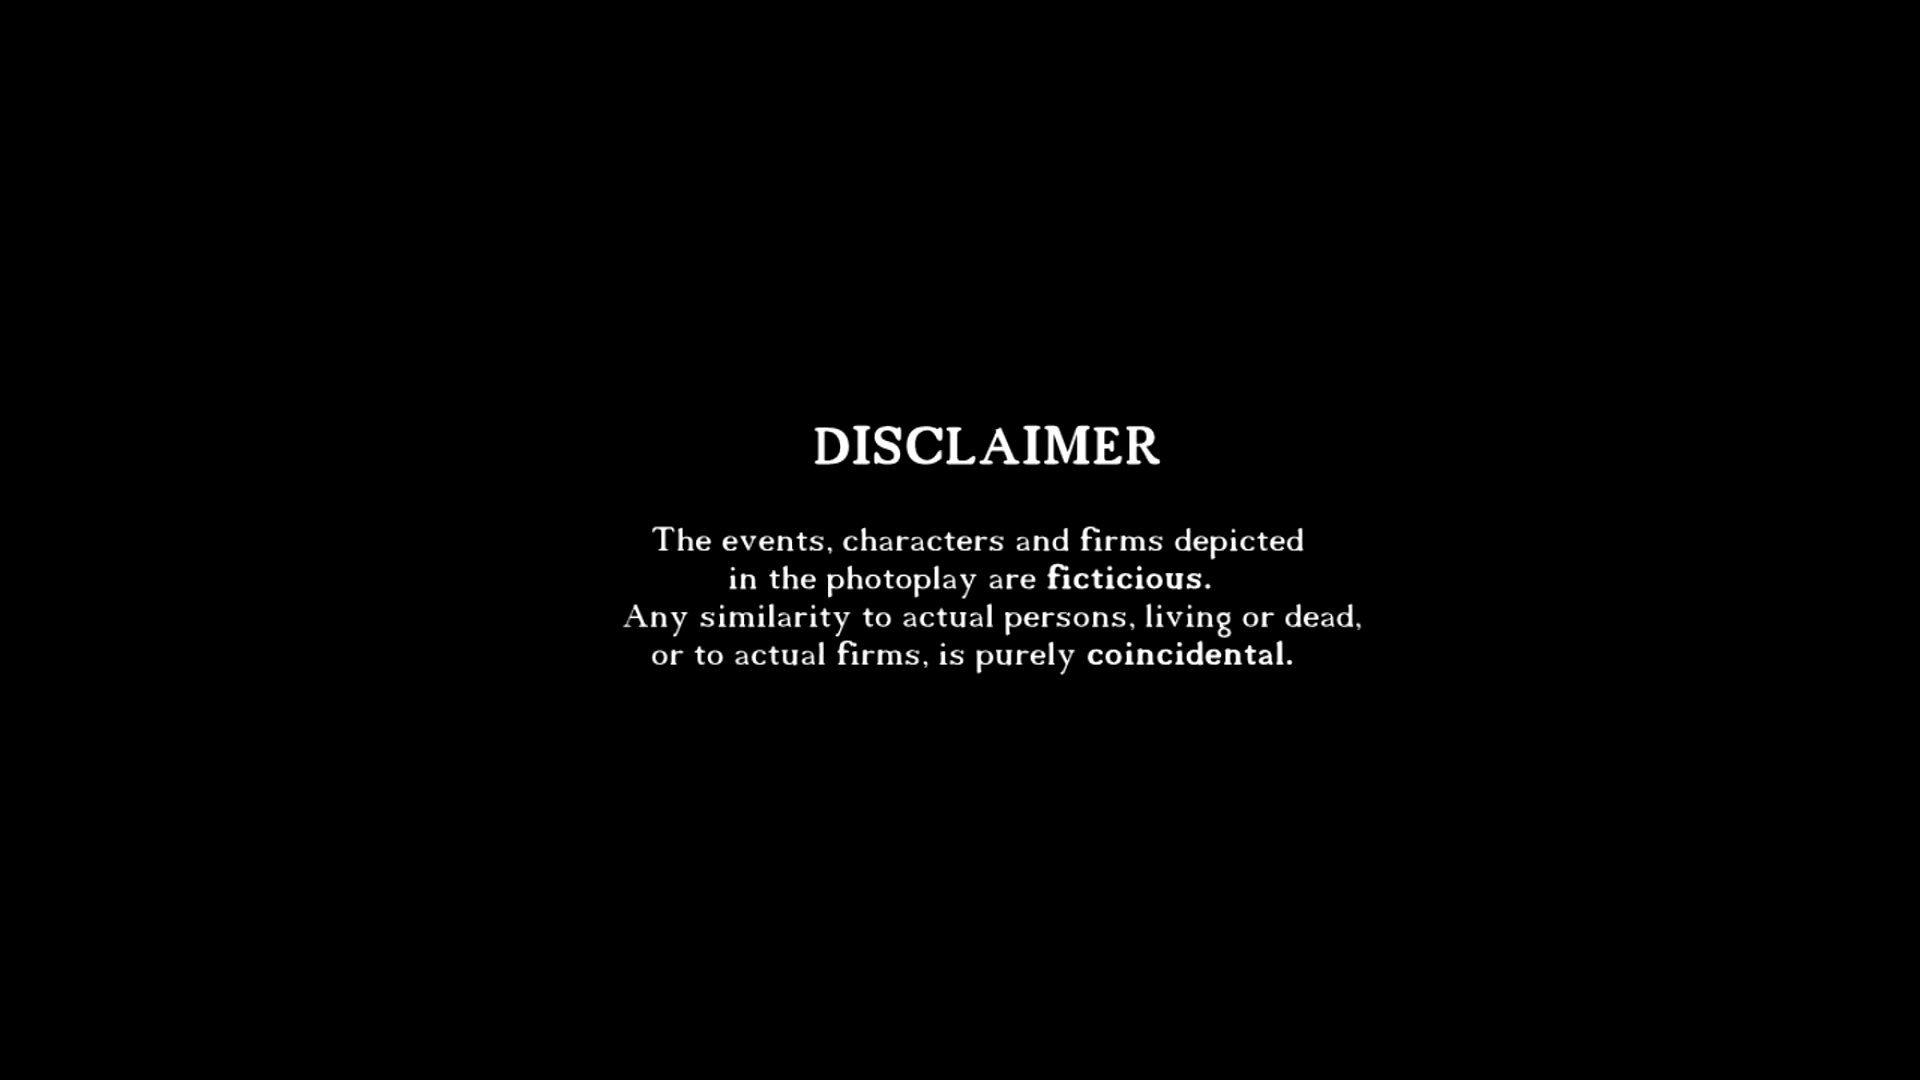 DISCLAIMER
The events, characters and firms depicted
in the photoplay are ficticious.
Any similarity to actual persons, living or dead,
or to actual firms, is purely coincidental.